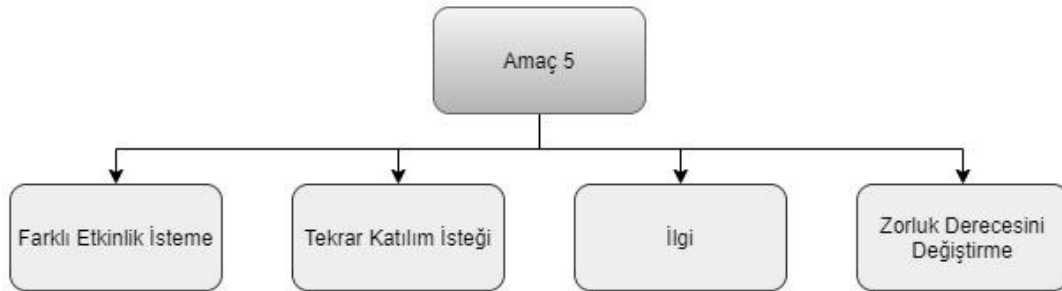 Amaç 5
Farklı Etkinlik İsteme
Tekrar Katılım İsteği
İlgi
Zorluk Derecesini
Değiştirme